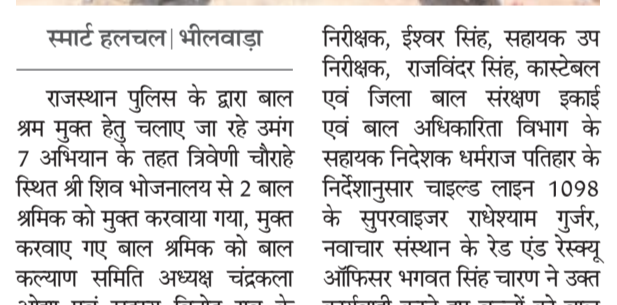 स्मार्ट हलचल| भीलवाड़ा
राजस्थान पुलिस के द्वारा बाल
श्रम मुक्त हेतु चलाए जा रहे उमंग
7 अभियान के तहत त्रिवेणी चौराहे
स्थित श्री शिव भोजनालय से 2 बाल
श्रमिक को मुक्त करवाया गया, मुक्त
करवाए गए बाल श्रमिक को बाल
कल्याण समिति अध्यक्ष चंद्रकला
निरीक्षक, ईश्वर सिंह, सहायक उप
निरीक्षक, राजविंदर सिंह, कास्टेबल
एवं जिला बाल संरक्षण इकाई
एवं बाल अधिकारिता विभाग के
सहायक निदेशक धर्मराज पतिहार के
निर्देशानुसार चाइल्ड लाइन 1098
के सुपरवाइजर राधेश्याम गुर्जर,
नवाचार संस्थान के रेड एंड रेस्क्यू
ऑफिसर भगवत सिंह चारण ने उक्त